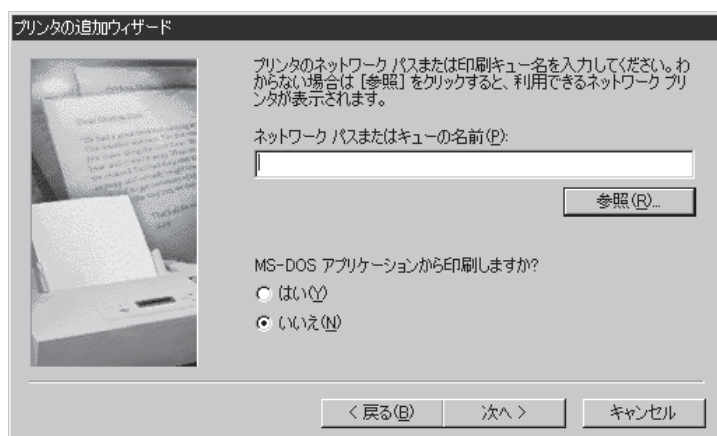 プリンタの追加ウィザード
プリンタのネットワーク パスまたは印刷キュー名を入力してください。わ
からない場合は [参照] をクリックすると、利用できるネットワーク プリ
ンタが表示されます。
ネットワーク パスまたはキューの名前(P):
参照(R)...
MS-DOS アプリケーションから印刷しますか?
はい(Y)
いいえ(N)
< 戻る(B)
次へ >
キャンセル